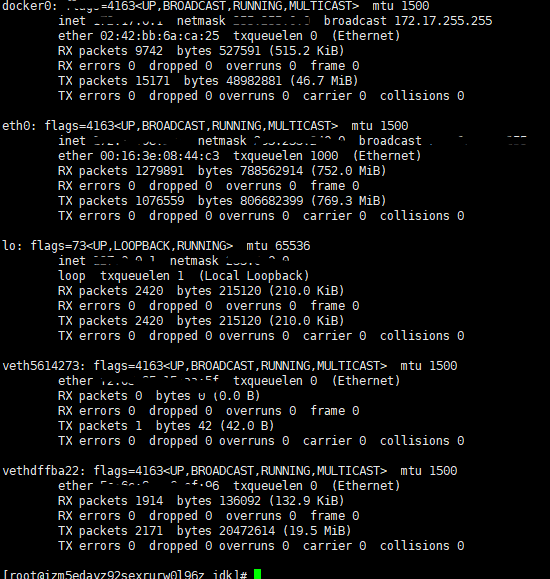 docker0: flags=4163<UP,BROADCAST,RUNNING,MULTICAST>  mtu 1500
        inet netmask broadcast 172.17.255.255
        ether 02:42:bb:6a:ca:25  txqueuelen 0  (Ethernet)
        RX packets 9742  bytes 527591 (515.2 KiB)
        RX errors 0  dropped 0  overruns 0  frame 0
        TX packets 15171  bytes 48982881 (46.7 MiB)
        TX errors 0  dropped 0 overruns 0  carrier 0  collisions 0
eth0: flags=4163<UP,BROADCAST,RUNNING,MULTICAST>  mtu 1500
        inet netmask broadcast
        ether 00:16:3e:08:44:c3  txqueuelen 1000  (Ethernet)
        RX packets 1279891  bytes 788562914 (752.0 MiB)
        RX errors 0  dropped 0  overruns 0  frame 0
        TX packets 1076559  bytes 806682399 (769.3 MiB)
        TX errors 0  dropped 0 overruns 0  carrier 0  collisions 0
lo: flags=73<UP,LOOPBACK,RUNNING>  mtu 65536
        inet netmask
        loop  txqueuelen 1  (Local Loopback)
        RX packets 2420  bytes 215120 (210.0 KiB)
        RX errors 0  dropped 0  overruns 0  frame 0
        TX packets 2420  bytes 215120 (210.0 KiB)
        TX errors 0  dropped 0 overruns 0  carrier 0  collisions 0
veth5614273: flags=4163<UP,BROADCAST,RUNNING,MULTICAST>  mtu 1500
        ether txqueuelen 0  (Ethernet)
        RX packets 0  bytes 0 (0.0 B)
        RX errors 0  dropped 0  overruns 0  frame 0
        TX packets 1  bytes 42 (42.0 B)
        TX errors 0  dropped 0 overruns 0  carrier 0  collisions 0
vethdffba22: flags=4163<UP,BROADCAST,RUNNING,MULTICAST>  mtu 1500
        ether txqueuelen 0  (Ethernet)
        RX packets 1914  bytes 136092 (132.9 KiB)
        RX errors 0  dropped 0  overruns 0  frame 0
        TX packets 2171  bytes 20472614 (19.5 MiB)
        TX errors 0  dropped 0 overruns 0  carrier 0  collisions 0
[root@izm5edayz92sexrurw0l96z jdk]#